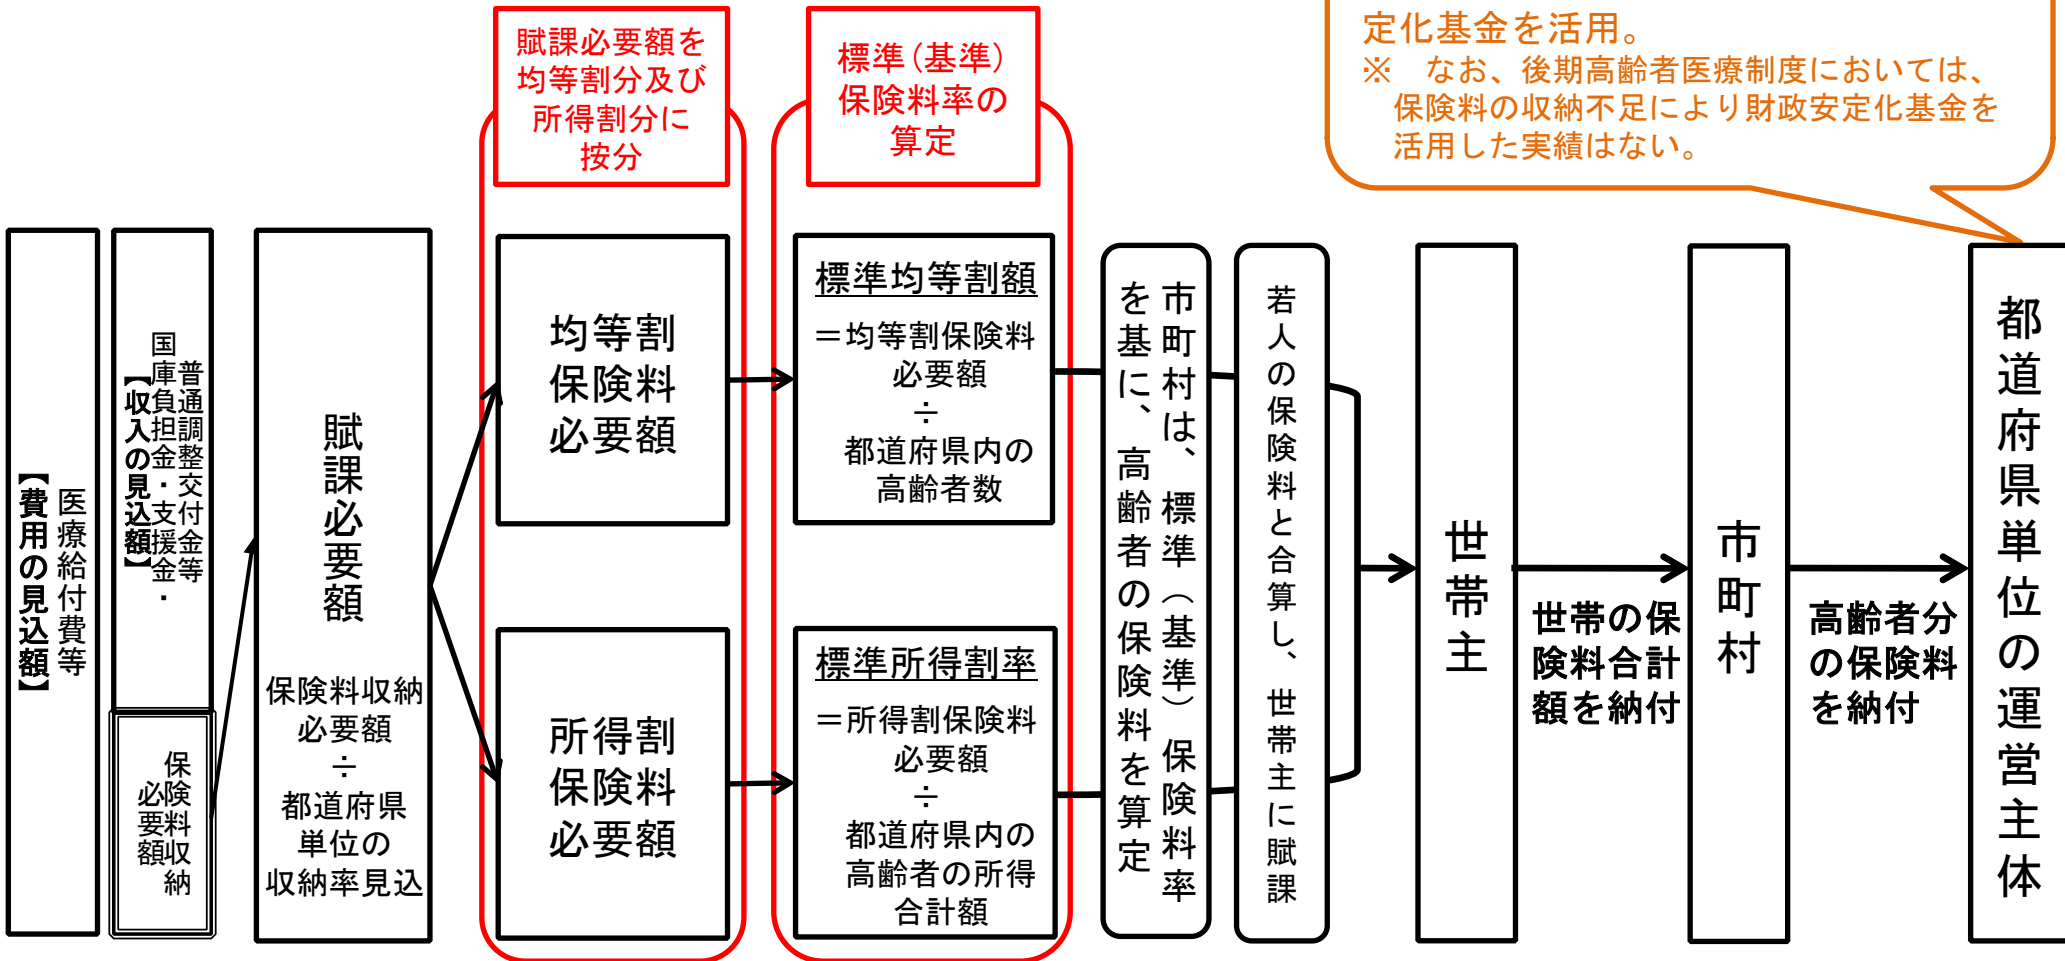 賦課必要額を
均等割分及び
所得割分に
按分
標準(基準)
保険料率の
算定
定化基金を活用。
※　なお、後期高齢者医療制度においては、
保険料の収納不足により財政安定化基金を
活用した実績はない。
医療給付費等
【費用の見込額】
普通調整交付金等
国庫負担金・支援金・
【収入の見込額】
保険料収納
必要額
賦課必要額
保険料収納
必要額
÷
都道府県
単位の
収納率見込
均等割
保険料
必要額
所得割
保険料
必要額
標準均等割額
＝均等割保険料
必要額
÷
都道府県内の
高齢者数
標準所得割率
＝所得割保険料
必要額
÷
都道府県内の
高齢者の所得
合計額
市町村は、標準（基準）保険料率
を基に、高齢者の保険料を算定
若人の保険料と合算し、世帯主に賦課
世帯主
世帯の保
険料合計
額を納付
市町村
高齢者分
の保険料
を納付
都道府県単位の運営主体